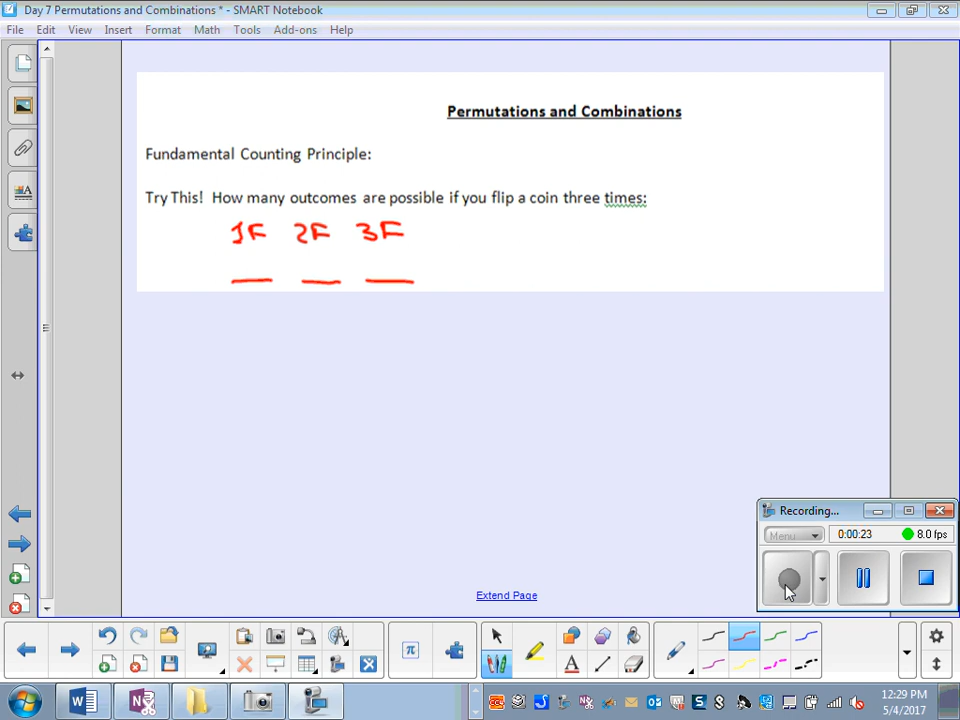 Day 7 Permutations and Combinations * - SMART Notebook
File Edit View Insert Format Math Tools Add-ons Help
Permutations and Combinations
Fundamental Counting Principle:
Try This! How many outcomes are possible if you flip a coin three times:
1F 2F 3F
Recording...
Menu 0:00:23 8.0 fps
Extend Page
12:29 PM
5/4/2017